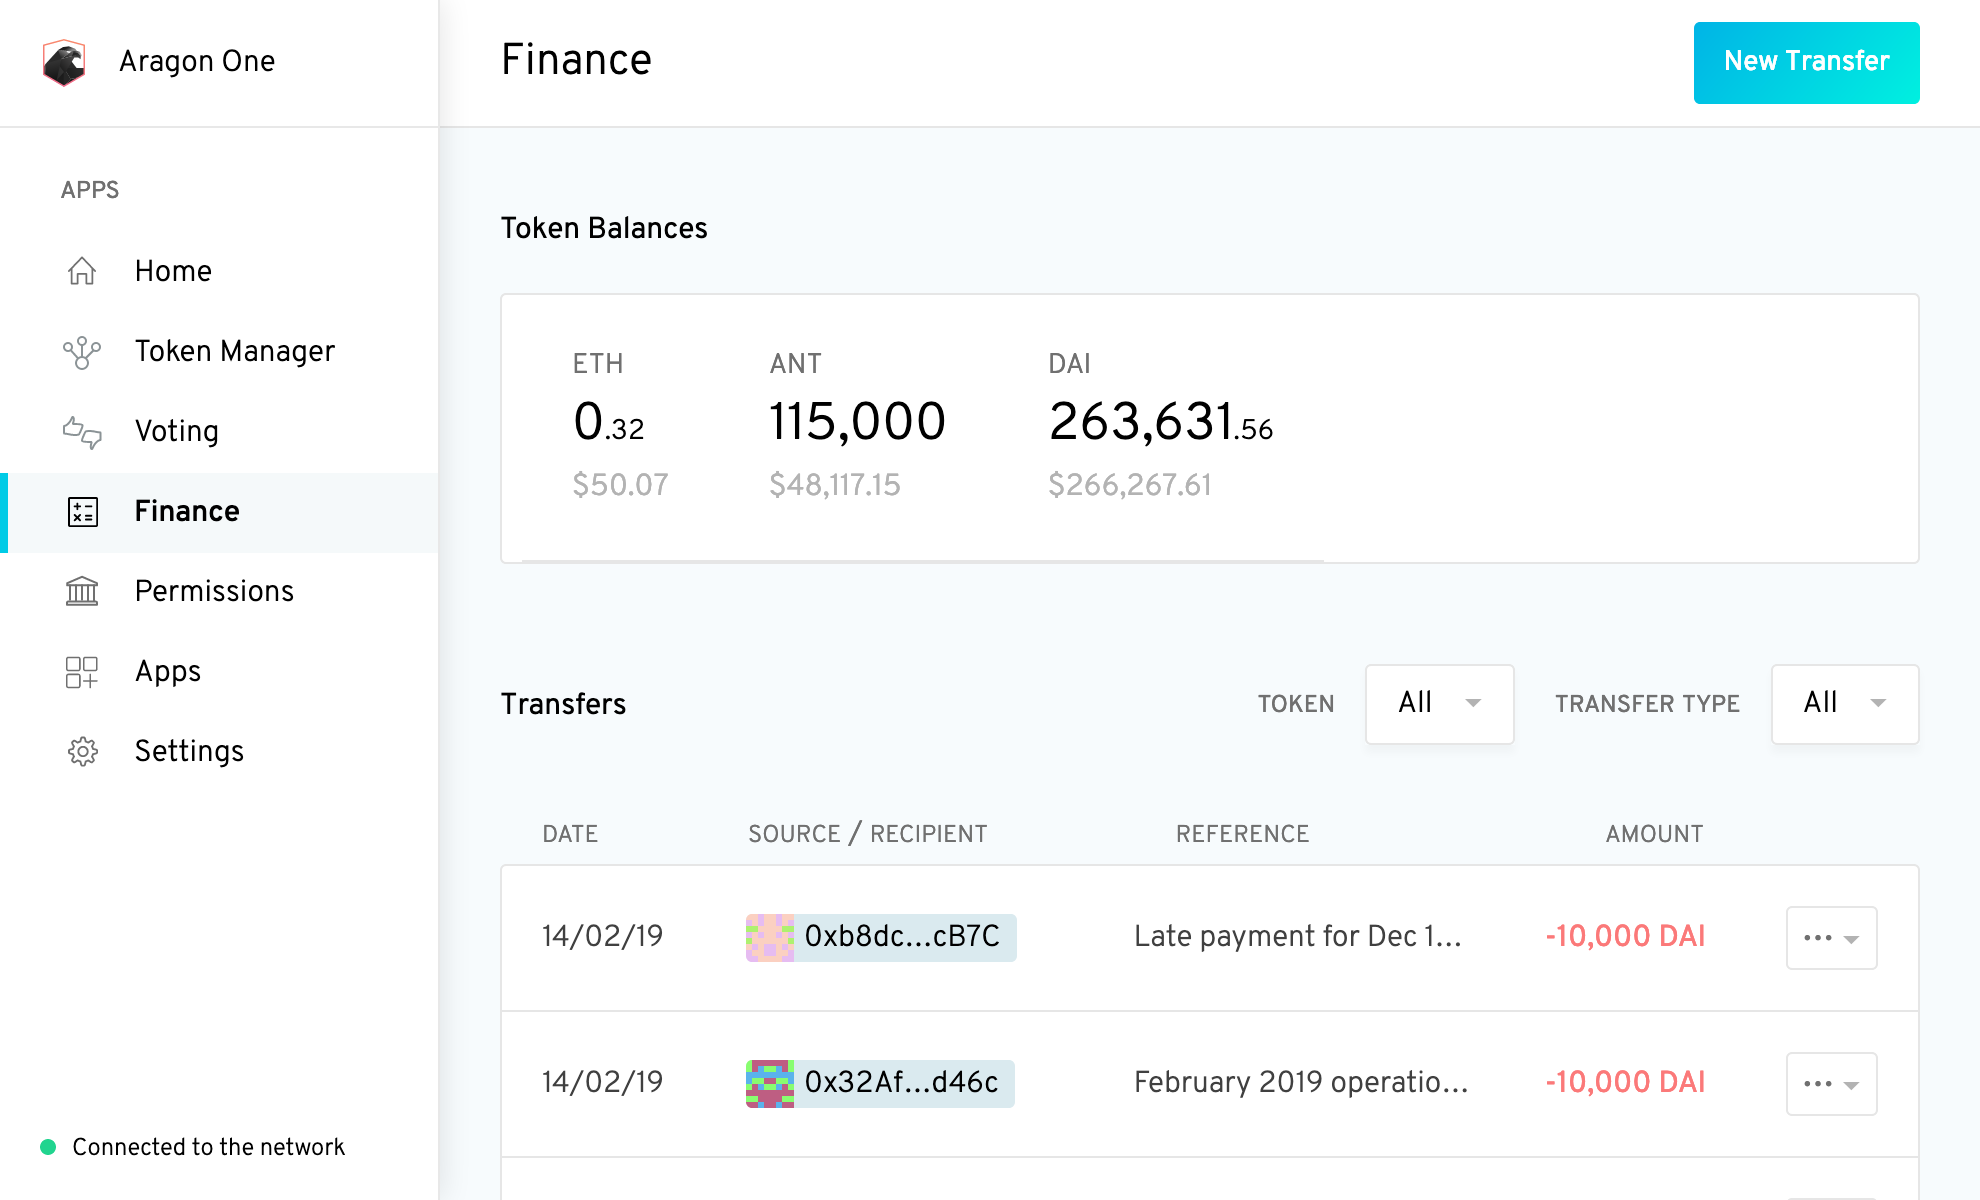 Aragon One
Finance
New Transfer
APPS
Home
Token Manager
Voting
Finance
Permissions
Apps
Settings
Connected to the network
Token Balances
ETH ANT DAI
0.32 115,000 263,631.56
$50.07 $48,117.15 $266,267.61
Transfers TOKEN All TRANSFER TYPE All
DATE SOURCE / RECIPIENT REFERENCE AMOUNT
14/02/19 0xb8dc...cB7C Late payment for Dec 1... -10,000 DAI
14/02/19 0x32Af...d46c February 2019 operatio... -10,000 DAI